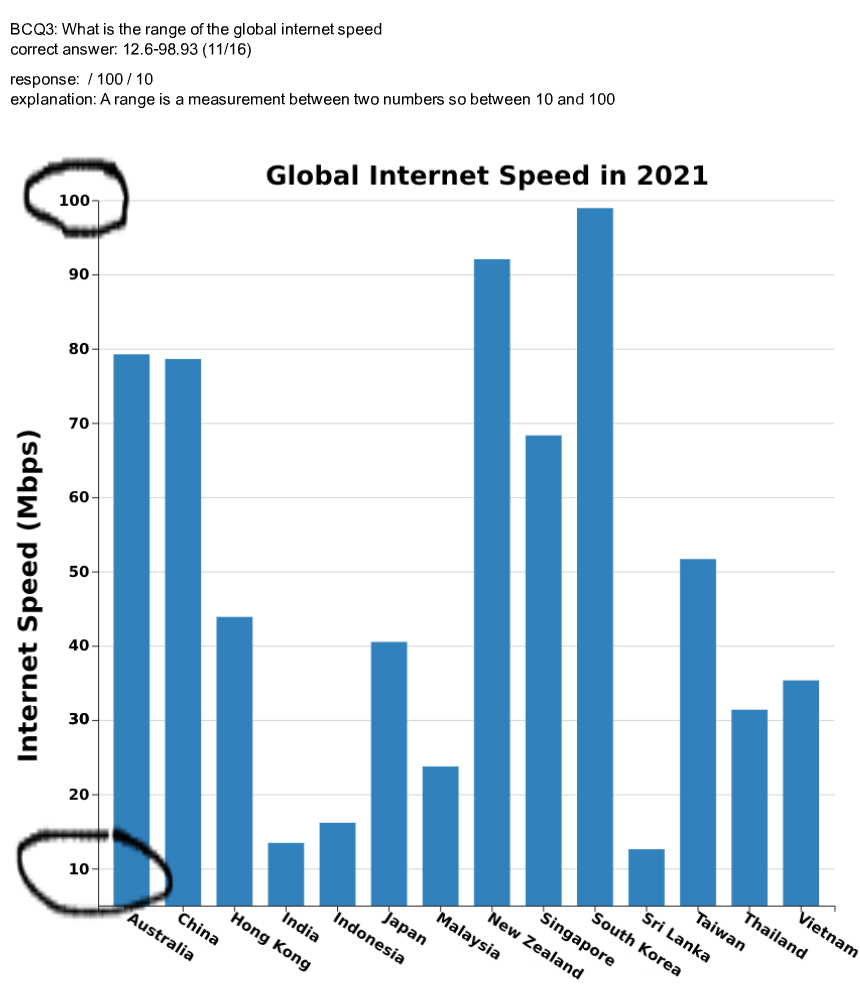 BCQ3: What is the range of the global internet speed
correct answer: 12.6-98.93 (11/16)
response:  / 100 / 10
explanation: A range is a measurement between two numbers so between 10 and 100
Global Internet Speed in 2021
Internet Speed (Mbps)
100
90
80
70
60
50
40
30
20
10
Australia
China
Hong Kong
India
Indonesia
Japan
Malaysia
New Zealand
Singapore
South Korea
Sri Lanka
Taiwan
Thailand
Vietnam